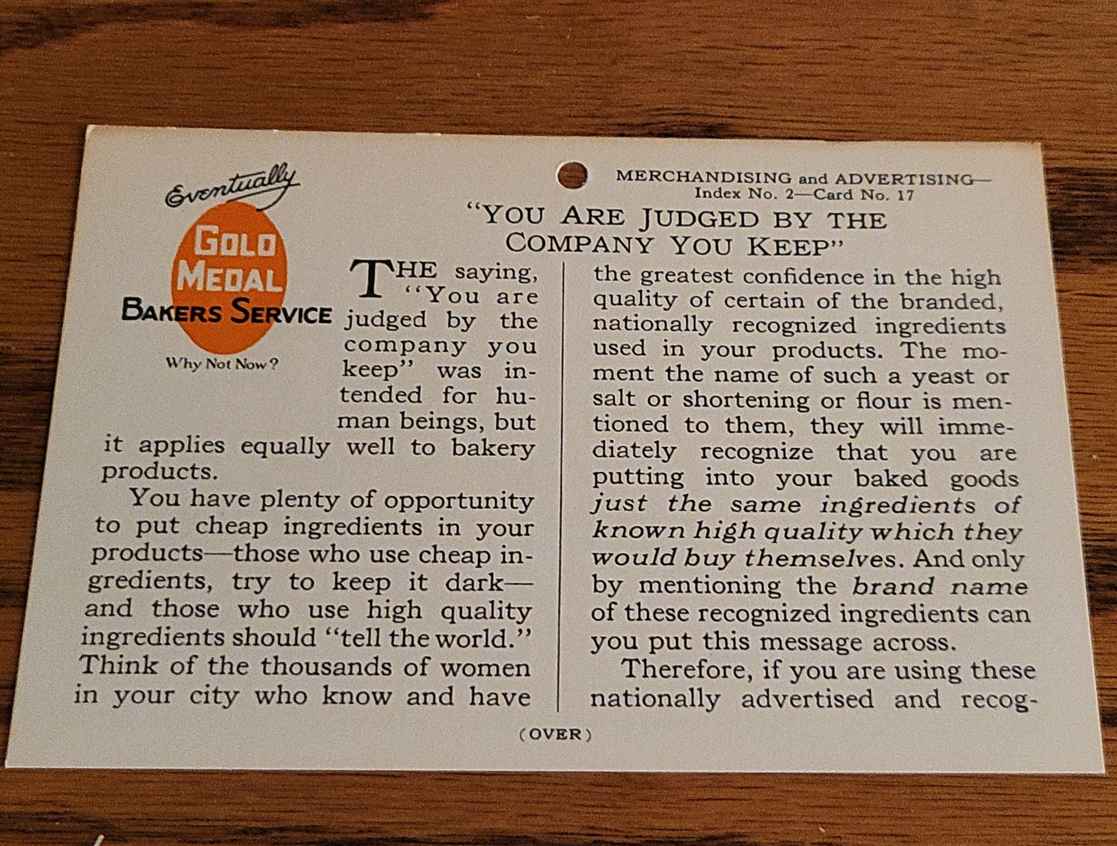 Eventually
GOLD
MEDAL
BAKERS SERVICE
Why Not Now?
MERCHANDISING and ADVERTISING—
Index No. 2—Card No. 17
“YOU ARE JUDGED BY THE
COMPANY YOU KEEP”
THE saying,
“You are
judged by the
company you
keep” was in-
tended for hu-
man beings, but
it applies equally well to bakery
products.
You have plenty of opportunity
to put cheap ingredients in your
products—those who use cheap in-
gredients, try to keep it dark—
and those who use high quality
ingredients should “tell the world.”
Think of the thousands of women
in your city who know and have
the greatest confidence in the high
quality of certain of the branded,
nationally recognized ingredients
used in your products. The mo-
ment the name of such a yeast or
salt or shortening or flour is men-
tioned to them, they will imme-
diately recognize that you are
putting into your baked goods
just the same ingredients of
known high quality which they
would buy themselves. And only
by mentioning the brand name
of these recognized ingredients can
you put this message across.
Therefore, if you are using these
nationally advertised and recog-
(OVER)